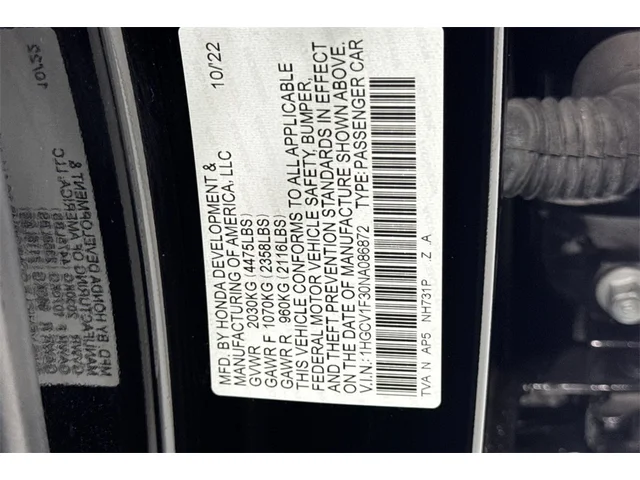 MFD. BY HONDA DEVELOPMENT & 10/22
MANUFACTURING OF AMERICA, LLC
GVWR 2030KG (4475LBS)
GAWR F 1070KG (2358LBS)
GAWR R 960KG (2116LBS)
THIS VEHICLE CONFORMS TO ALL APPLICABLE
FEDERAL MOTOR VEHICLE SAFETY, BUMPER,
AND THEFT PREVENTION STANDARDS IN EFFECT
ON THE DATE OF MANUFACTURE SHOWN ABOVE.
V.I.N.: 1HGCV1F30NA086872 TYPE: PASSENGER CAR
TVA N AP5 NH731P Z .A